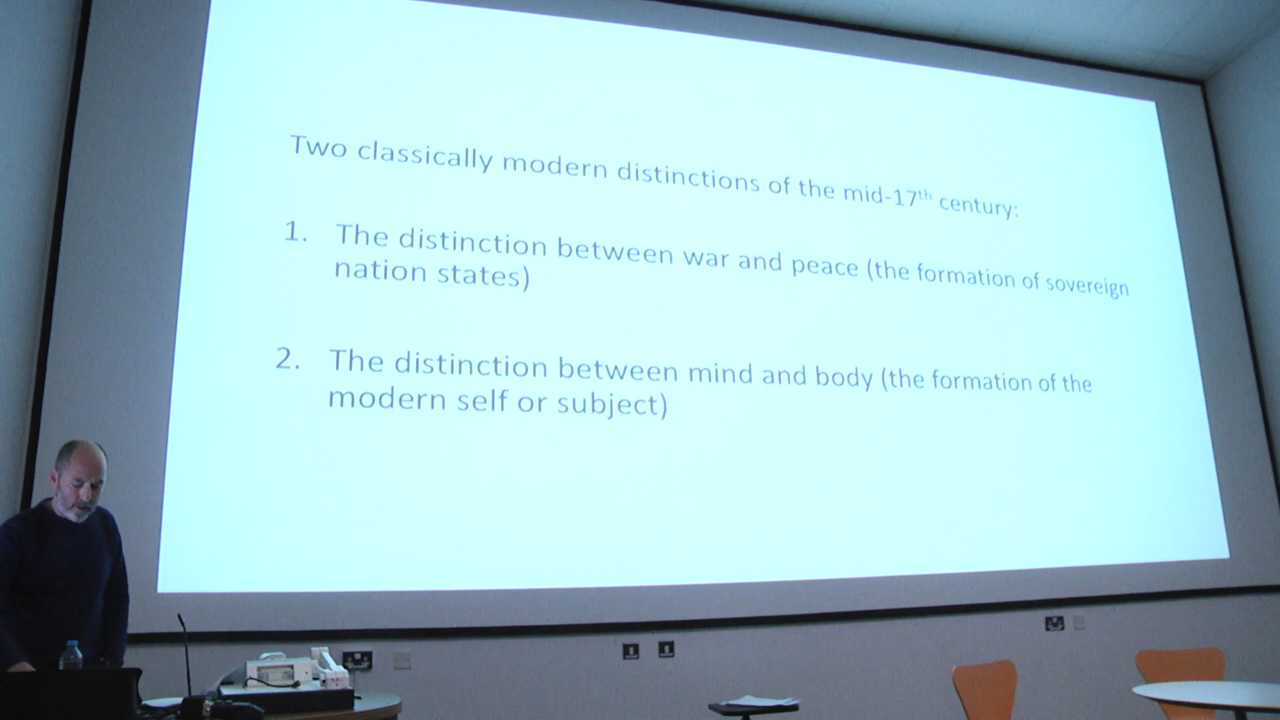 Two classically modern distinctions of the mid-17th century:
1. The distinction between war and peace (the formation of sovereign
nation states)
2. The distinction between mind and body (the formation of the
modern self or subject)